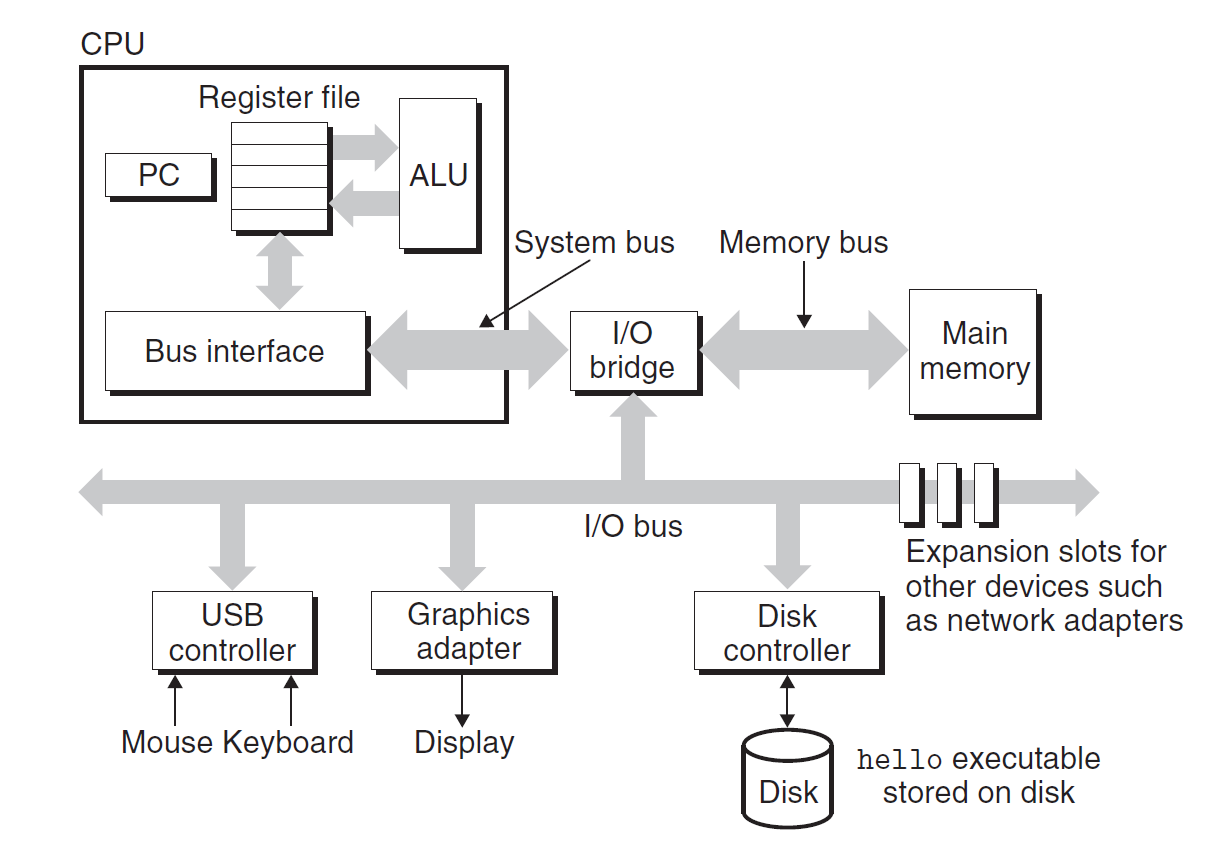 CPU
Register file
PC
ALU
System bus
Memory bus
Bus interface
I/O
bridge
Main
memory
I/O bus
Expansion slots for
other devices such
as network adapters
USB
controller
Graphics
adapter
Disk
controller
Mouse
Keyboard
Display
Disk
hello executable
stored on disk